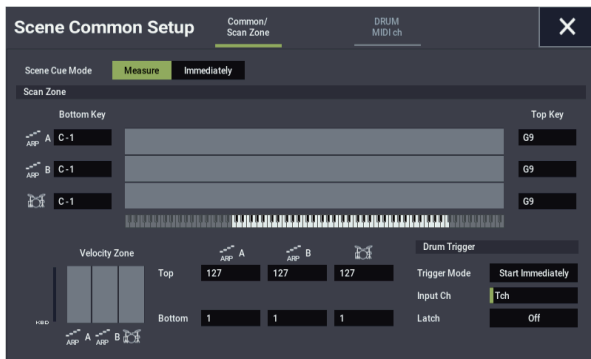 Scene Common Setup
Common/
Scan Zone
DRUM
MIDI ch
Scene Cue Mode
Measure
Immediately
Scan Zone
Bottom Key
Top Key
ARP A C-1
G9
ARP B C-1
G9
C-1
G9
Velocity Zone
ARP A
ARP B
Drum Trigger
Top
127
127
127
Trigger Mode
Start Immediately
Input Ch
Tch
KBD
Bottom
1
1
1
Latch
Off
ARP A ARP B